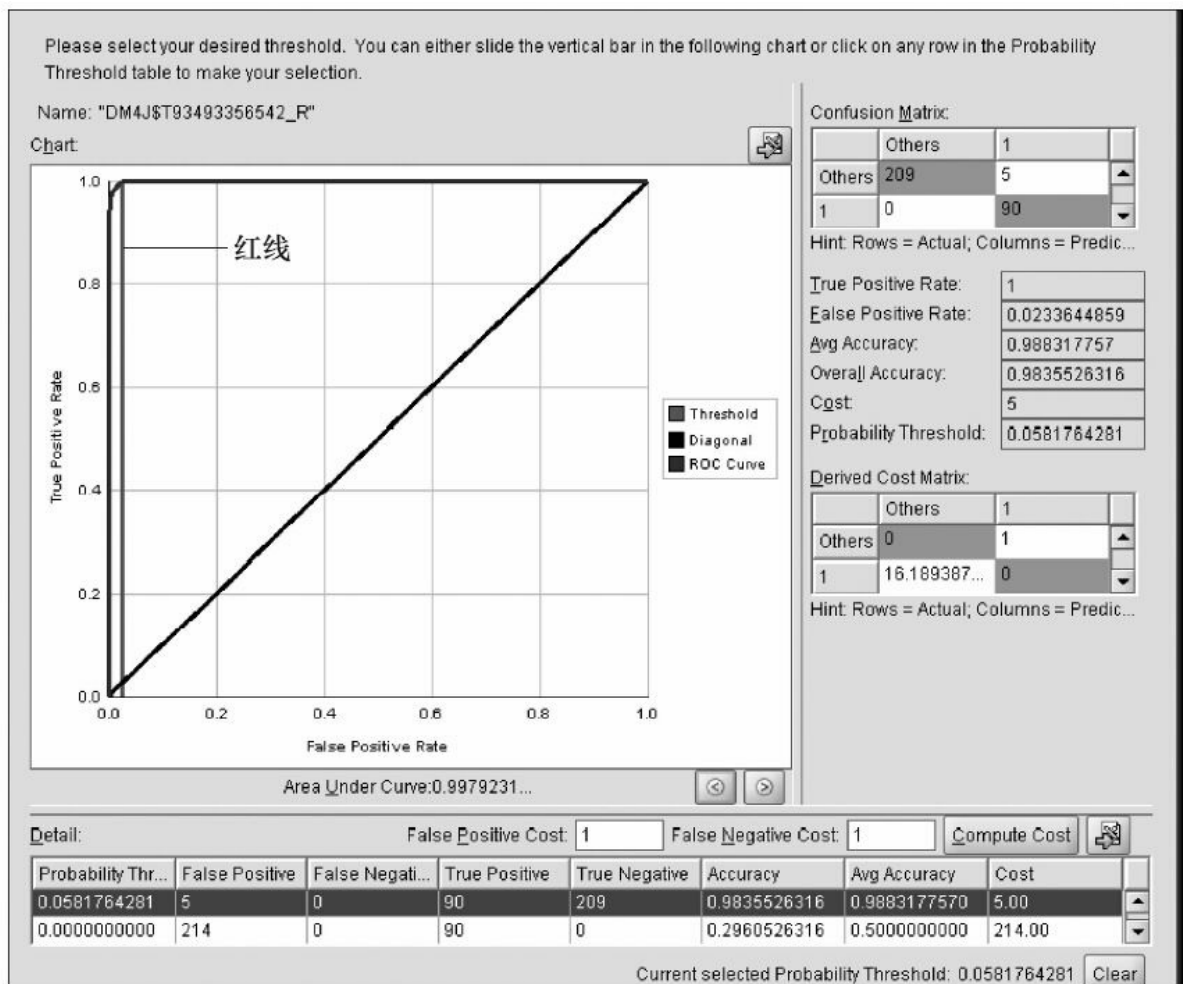 Please select your desired threshold. You can either slide the vertical bar in the following chart or click on any row in the Probability
Threshold table to make your selection.
Name: "DM4J$T93493356542_R"
Chart:
1.0
0.8
0.6
0.4
0.2
0.0
True Positive Rate
红线
0.0 0.2 0.4 0.6 0.8 1.0
False Positive Rate
Threshold
Diagonal
ROC Curve
Area Under Curve:0.9979231...
Confusion Matrix:
Others 1
Others 209 5
1 0 90
Hint: Rows = Actual; Columns = Predic...
True Positive Rate: 1
False Positive Rate: 0.0233644859
Avg Accuracy: 0.988317757
Overall Accuracy: 0.9835526316
Cost: 5
Probability Threshold: 0.0581764281
Derived Cost Matrix:
Others 1
Others 0 1
1 16.189387... 0
Hint: Rows = Actual; Columns = Predic...
Detail: False Positive Cost: 1 False Negative Cost: 1 Compute Cost
Probability Thr... False Positive False Negati... True Positive True Negative Accuracy Avg Accuracy Cost
0.0581764281 5 0 90 209 0.9835526316 0.9883177570 5.00
0.0000000000 214 0 90 0 0.2960526316 0.5000000000 214.00
Current selected Probability Threshold: 0.0581764281 Clear